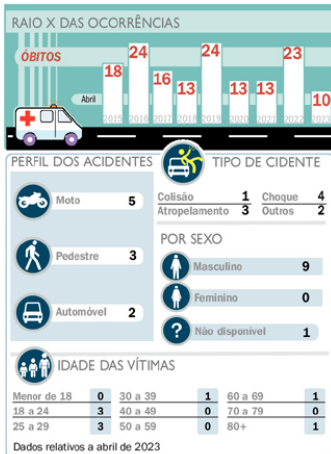 RAIO X DAS OCORRÊNCIAS
ÓBITOS
18 24 16 13 24 13 13 23 10
Abril
2015 2016 2017 2018 2019 2020 2021 2022 2023
PERFIL DOS ACIDENTES
Moto 5
Pedestre 3
Automóvel 2
TIPO DE CIDENTE
Colisão 1 Choque 4
Atropelamento 3 Outros 2
POR SEXO
Masculino 9
Feminino 0
? Não disponível 1
IDADE DAS VÍTIMAS
Menor de 18 0 30 a 39 1 60 a 69 1
18 a 24 3 40 a 49 0 70 a 79 0
25 a 29 3 50 a 59 0 80+ 1
Dados relativos a abril de 2023